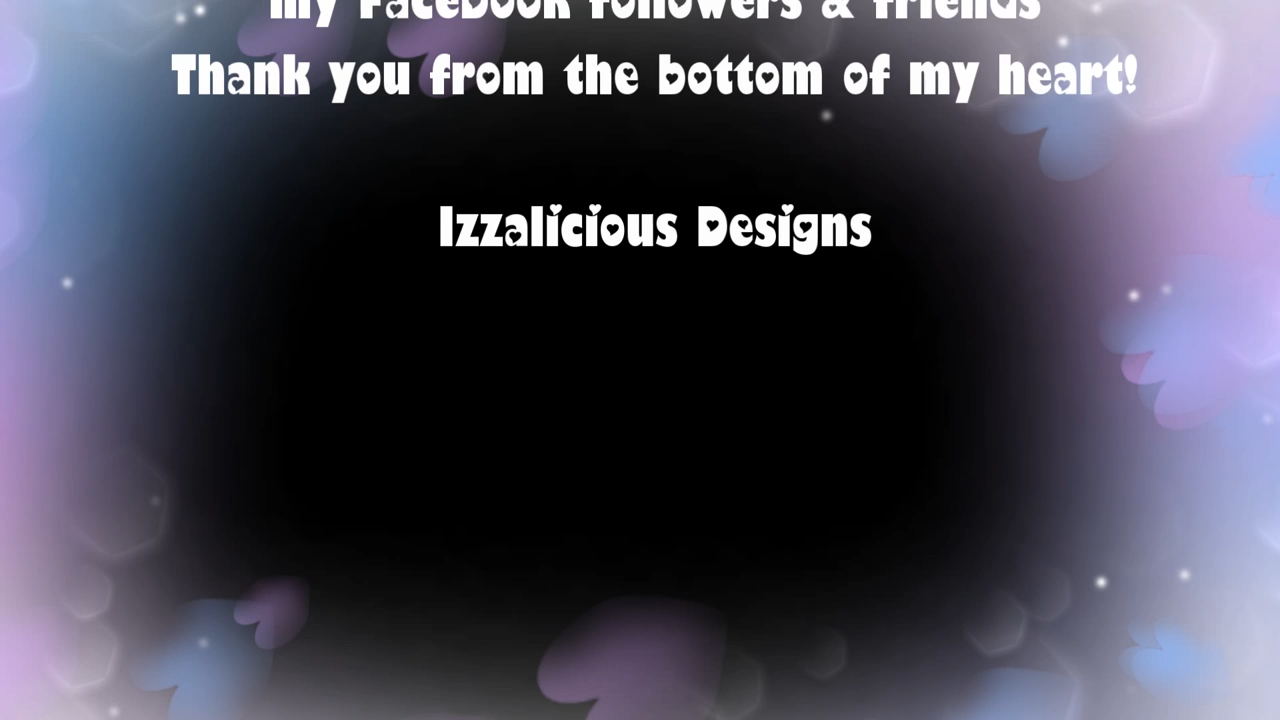 my Facebook followers & friends
Thank you from the bottom of my heart!
Izzalicious Designs